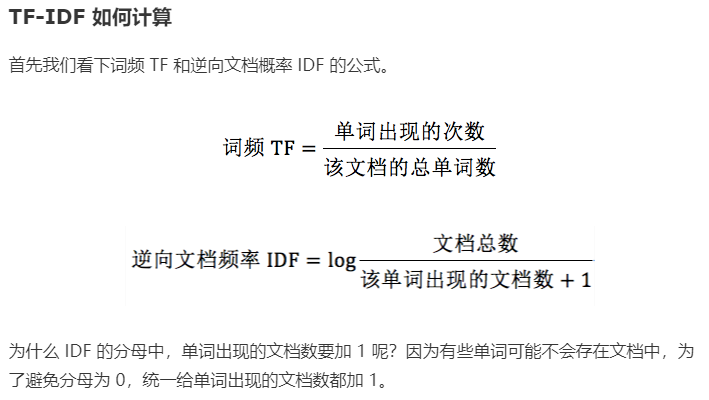 TF-IDF 如何计算
首先我们看下词频 TF 和逆向文档概率 IDF 的公式。
词频 TF = 单词出现的次数 / 该文档的总单词数
逆向文档频率 IDF = log 文档总数 / 该单词出现的文档数 + 1
为什么 IDF 的分母中，单词出现的文档数要加 1 呢？因为有些单词可能不会存在文档中，为
了避免分母为 0，统一给单词出现的文档数都加 1。